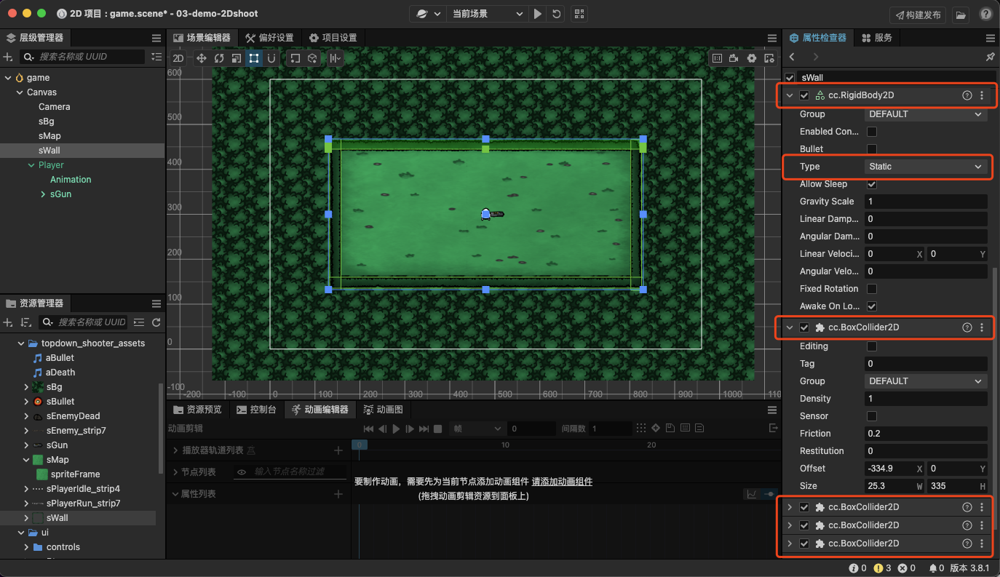 2D 项目 : game.scene* - 03-demo-2Dshoot
当前场景
构建发布
层级管理器
搜索名称或 UUID
game
Canvas
Camera
sBg
sMap
sWall
Player
Animation
sGun
资源管理器
搜索名称或 UUID
topdown_shooter_assets
aBullet
aDeath
sBg
sBullet
sEnemyDead
sEnemy_strip7
sGun
sMap
spriteFrame
sPlayerIdle_strip4
sPlayerRun_strip7
sWall
ui
controls
场景编辑器 偏好设置 项目设置
2D
600
500
400
300
200
100
0
-100
-200 -100 0 100 200 300 400 500 600 700 800 900 1000 110
资源预览 控制台 动画编辑器 动画图
动画剪辑
帧 0 间隔数 1
播放器轨道列表
0 10 20
节点列表 输入节点名称过滤
属性列表
要制作动画，需要先为当前节点添加动画组件 请添加动画组件
(拖拽动画剪辑资源到面板上)
属性检查器 服务
sWall
cc.RigidBody2D
Group DEFAULT
Enabled Con...
Bullet
Type Static
Allow Sleep
Gravity Scale 1
Linear Damp... 0
Angular Dam... 0
Linear Veloci... 0 X 0 Y
Angular Velo... 0
Fixed Rotation
Awake On Lo...
cc.BoxCollider2D
Editing
Tag 0
Group DEFAULT
Density 1
Sensor
Friction 0.2
Restitution 0
Offset -334.9 X 0 Y
Size 25.3 W 335 H
cc.BoxCollider2D
cc.BoxCollider2D
cc.BoxCollider2D
0 3 0 0 版本 3.8.1